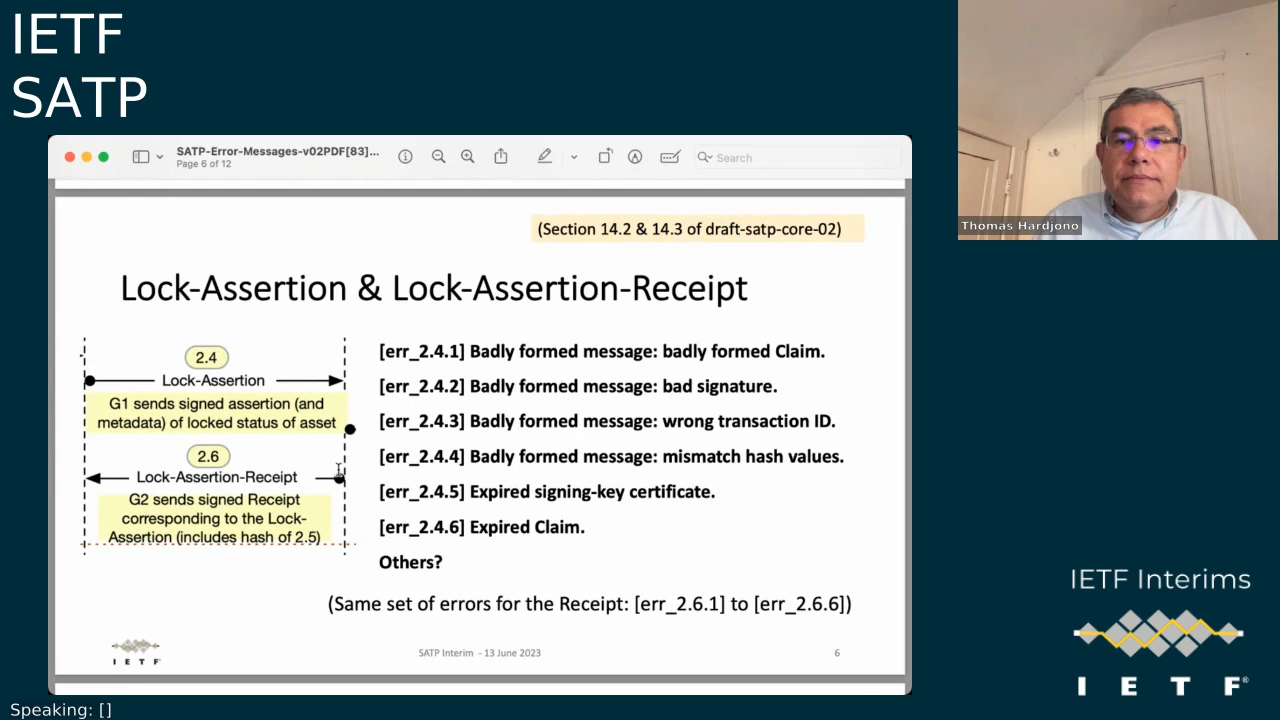 IETF
SATP
SATP-Error-Messages-v02PDF[83]...
Page 6 of 12
Search
Thomas Hardjono
(Section 14.2 & 14.3 of draft-satp-core-02)
Lock-Assertion & Lock-Assertion-Receipt
2.4
Lock-Assertion
G1 sends signed assertion (and
metadata) of locked status of asset
2.6
Lock-Assertion-Receipt
G2 sends signed Receipt
corresponding to the Lock-
Assertion (includes hash of 2.5)
[err_2.4.1] Badly formed message: badly formed Claim.
[err_2.4.2] Badly formed message: bad signature.
[err_2.4.3] Badly formed message: wrong transaction ID.
[err_2.4.4] Badly formed message: mismatch hash values.
[err_2.4.5] Expired signing-key certificate.
[err_2.4.6] Expired Claim.
Others?
(Same set of errors for the Receipt: [err_2.6.1] to [err_2.6.6])
I E T F
SATP Interim - 13 June 2023
6
IETF Interims
I E T F®
Speaking: []